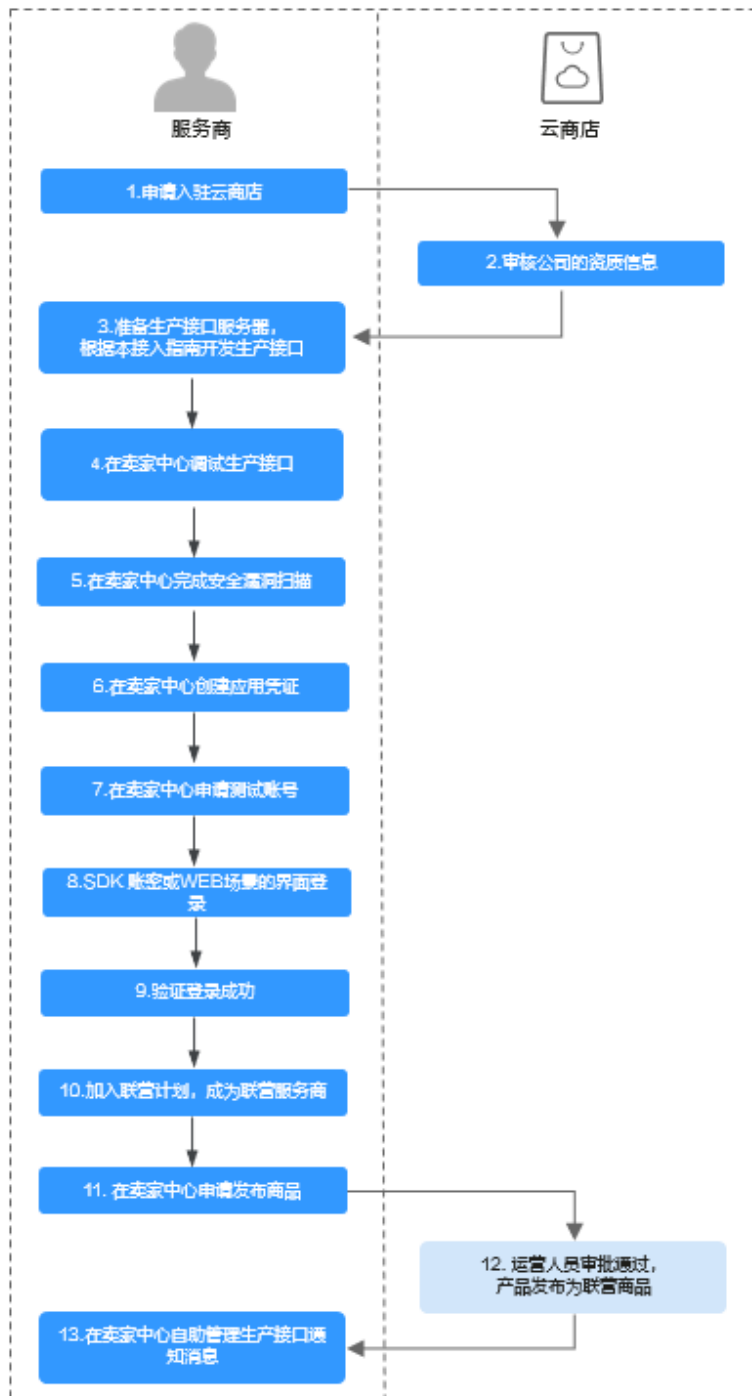 服务商
云商店
1.申请入驻云商店
2.审核公司的资质信息
3.准备生产接口服务器，
根据本接入指南开发生产接口
4.在卖家中心调试生产接口
5.在卖家中心完成安全漏洞扫描
6.在卖家中心创建应用凭证
7.在卖家中心申请测试账号
8.SDK 账密或WEB场景的界面登
录
9.验证登录成功
10.加入联营计划，成为联营服务商
11. 在卖家中心申请发布商品
12. 运营人员审批通过，
产品发布为联营商品
13.在卖家中心自助管理生产接口通
知消息